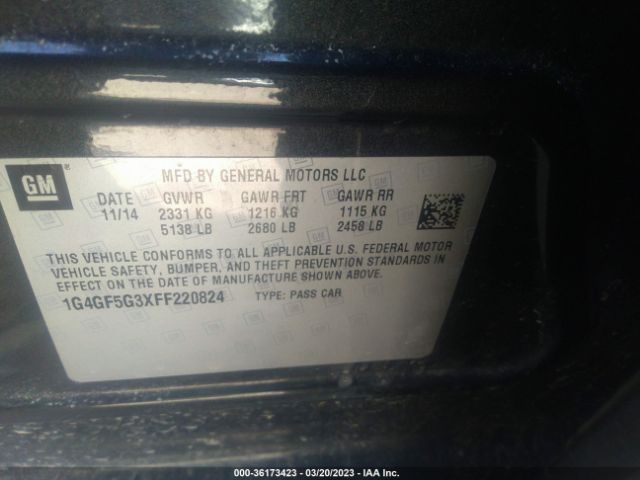 GM
®
MFD BY GENERAL MOTORS LLC
DATE GVWR GAWR FRT GAWR RR
11/14 2331 KG 1216 KG 1115 KG
5138 LB 2680 LB 2458 LB
THIS VEHICLE CONFORMS TO ALL APPLICABLE U.S. FEDERAL MOTOR
VEHICLE SAFETY, BUMPER, AND THEFT PREVENTION STANDARDS IN
EFFECT ON THE DATE OF MANUFACTURE SHOWN ABOVE.
1G4GF5G3XFF220824 TYPE: PASS CAR
000-36173423 - 03/20/2023 - IAA Inc.